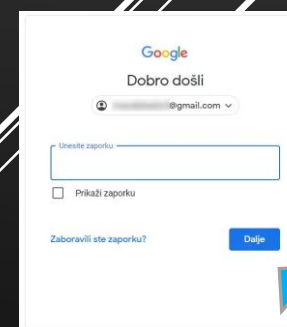 Google
Dobro došli
@gmail.com
Unesite zaporku
Prikaži zaporku
Zaboravili ste zaporku?
Dalje